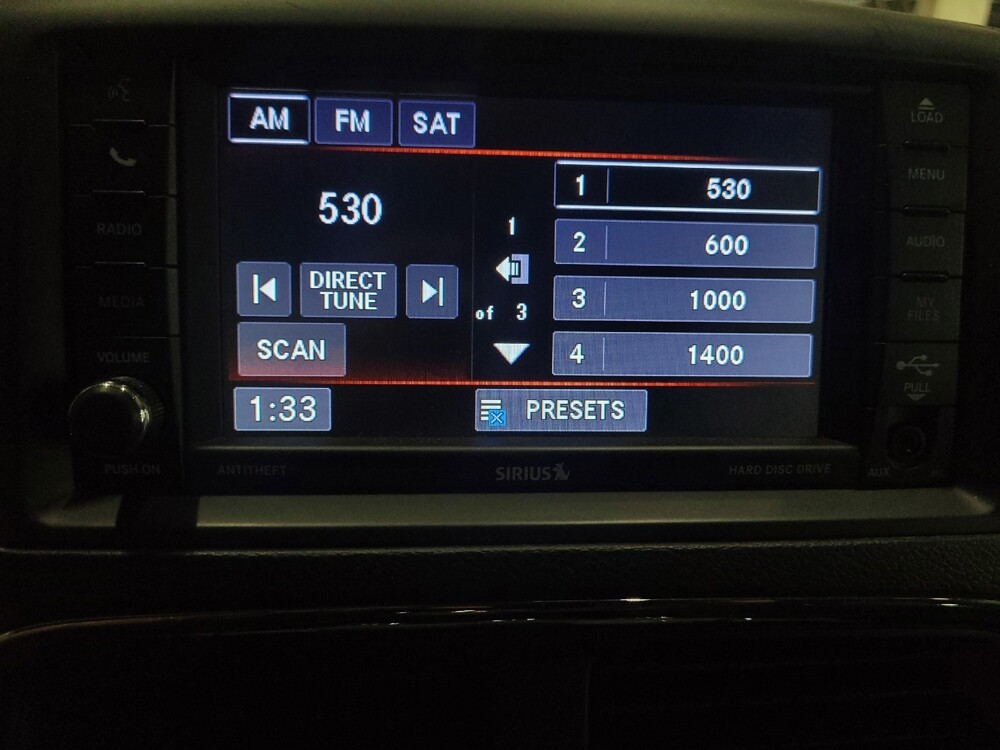 AM FM SAT
530
DIRECT
TUNE
SCAN
1:33
1
of 3
1 530
2 600
3 1000
4 1400
PRESETS
RADIO
MEDIA
VOLUME
PUSH ON
ANTITHEFT
SIRIUS
HARD DISC DRIVE
LOAD
MENU
AUDIO
MY
FILES
PULL
AUX